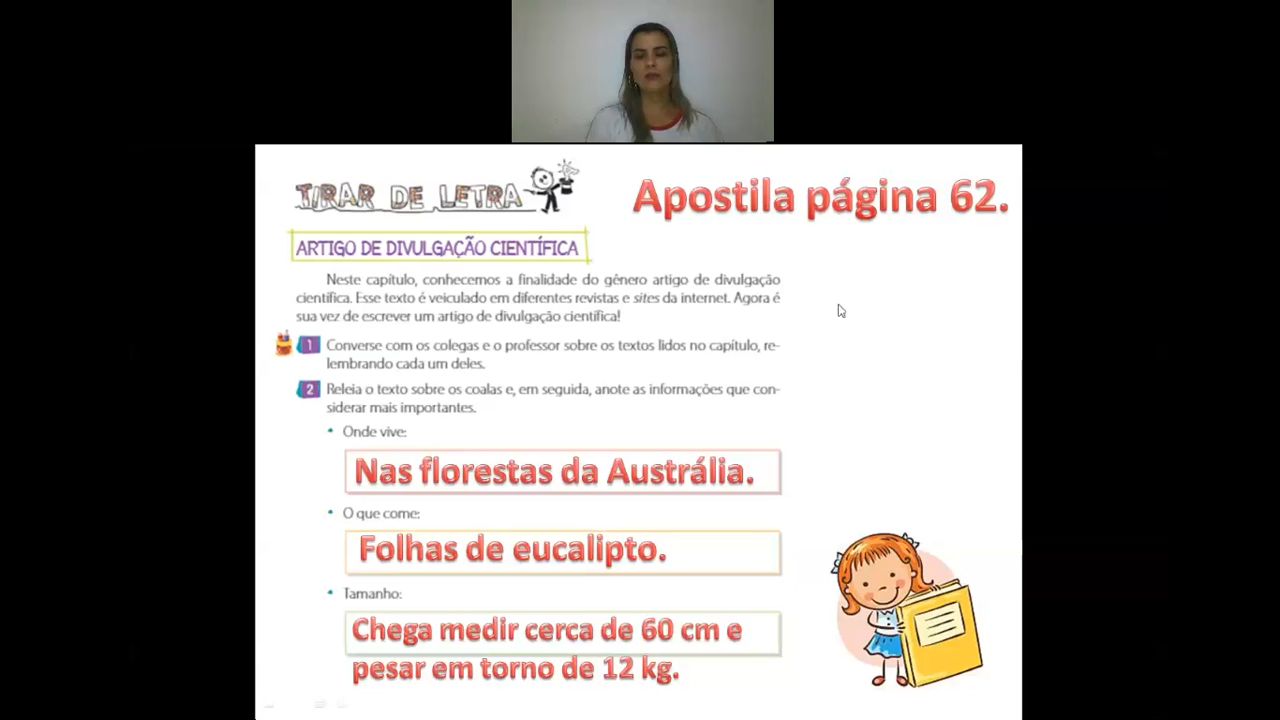 TIRAR DE LETRA
Apostila página 62.
ARTIGO DE DIVULGAÇÃO CIENTÍFICA
Neste capítulo, conhecemos a finalidade do gênero artigo de divulgação
científica. Esse texto é veiculado em diferentes revistas e sites da internet. Agora é
sua vez de escrever um artigo de divulgação científica!
1 Converse com os colegas e o professor sobre os textos lidos no capítulo, re-
lembrando cada um deles.
2 Releia o texto sobre os coalas e, em seguida, anote as informações que con-
siderar mais importantes.
• Onde vive:
Nas florestas da Austrália.
• O que come:
Folhas de eucalipto.
• Tamanho:
Chega medir cerca de 60 cm e
pesar em torno de 12 kg.